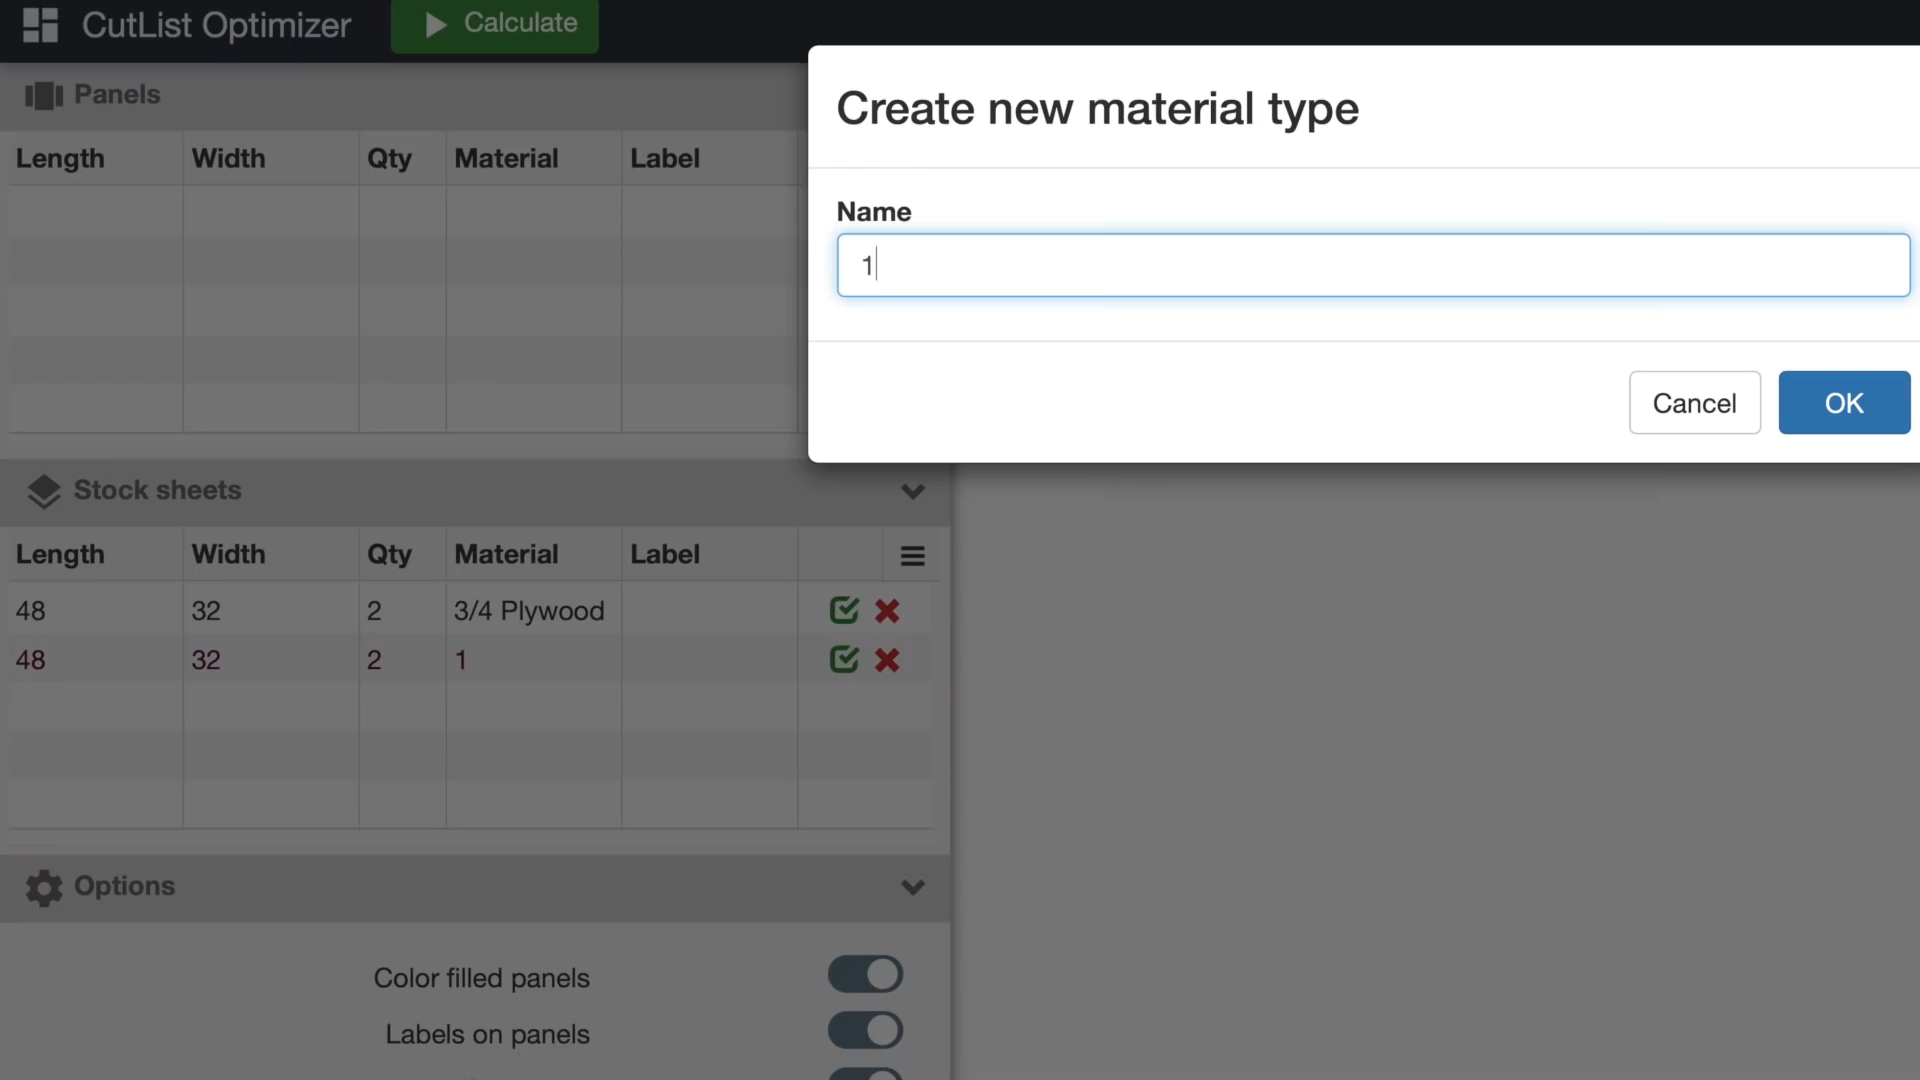 CutList Optimizer
Calculate
Panels
Length Width Qty Material Label
Create new material type
Name
1
Cancel OK
Stock sheets
Length Width Qty Material Label
48 32 2 3/4 Plywood
48 32 2 1
Options
Color filled panels
Labels on panels